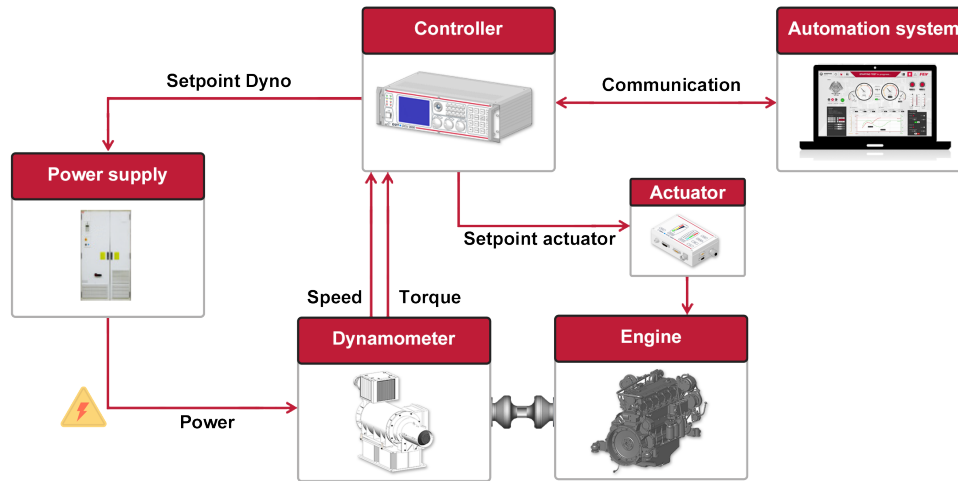 Controller
Automation system
Setpoint Dyno
Communication
Power supply
Actuator
Setpoint actuator
Speed
Torque
Dynamometer
Engine
Power